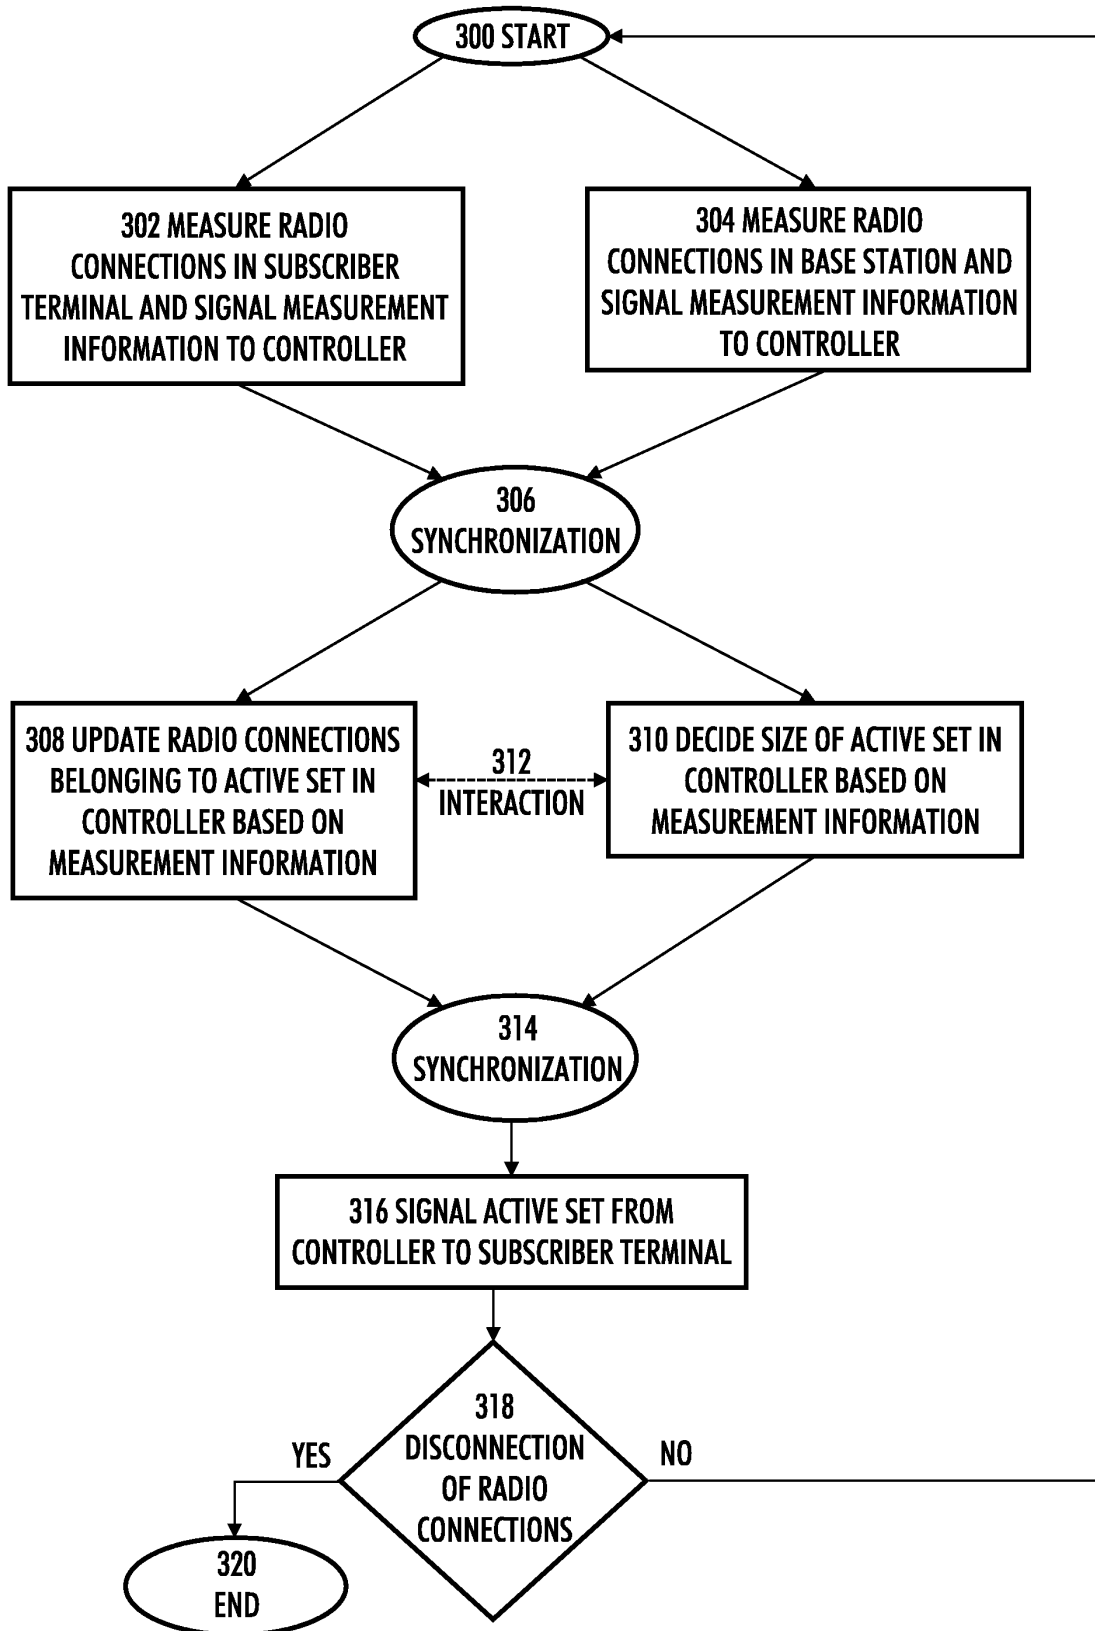 300 START
302 MEASURE RADIO
CONNECTIONS IN SUBSCRIBER
TERMINAL AND SIGNAL MEASUREMENT
INFORMATION TO CONTROLLER
304 MEASURE RADIO
CONNECTIONS IN BASE STATION AND
SIGNAL MEASUREMENT INFORMATION
TO CONTROLLER
306
SYNCHRONIZATION
308 UPDATE RADIO CONNECTIONS
BELONGING TO ACTIVE SET IN
CONTROLLER BASED ON
MEASUREMENT INFORMATION
312
INTERACTION
310 DECIDE SIZE OF ACTIVE SET IN
CONTROLLER BASED ON
MEASUREMENT INFORMATION
314
SYNCHRONIZATION
316 SIGNAL ACTIVE SET FROM
CONTROLLER TO SUBSCRIBER TERMINAL
318
DISCONNECTION
OF RADIO
CONNECTIONS
YES
NO
320
END